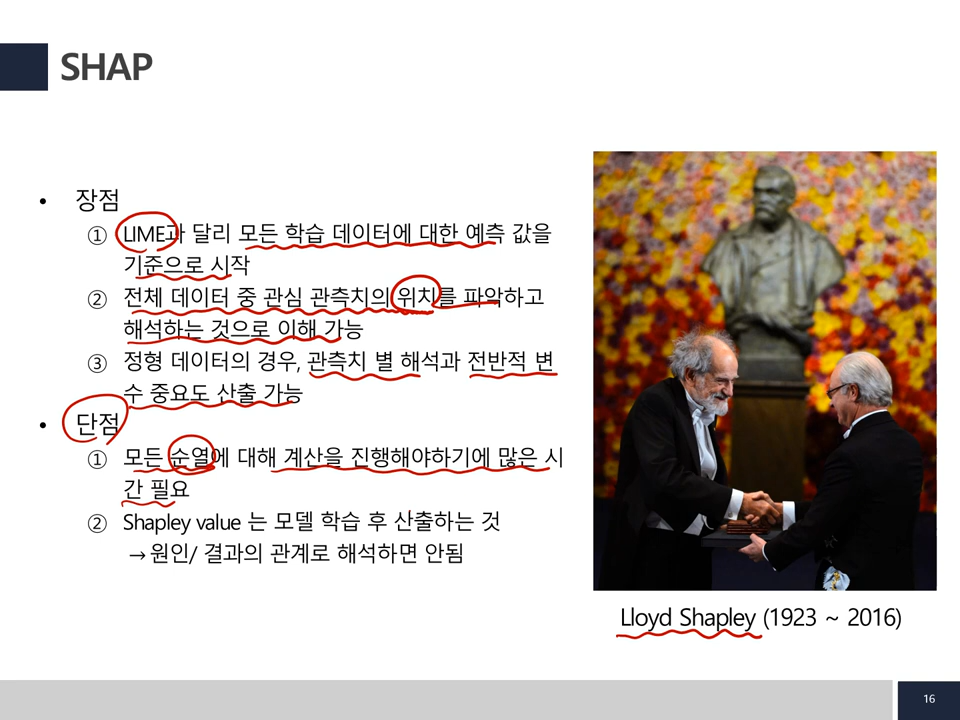 SHAP
• 장점
① LIME과 달리 모든 학습 데이터에 대한 예측 값을
기준으로 시작
② 전체 데이터 중 관심 관측치의 위치를 파악하고
해석하는 것으로 이해 가능
③ 정형 데이터의 경우, 관측치 별 해석과 전반적 변
수 중요도 산출 가능
• 단점
① 모든 순열에 대해 계산을 진행해야하기에 많은 시
간 필요
② Shapley value 는 모델 학습 후 산출하는 것
→원인/ 결과의 관계로 해석하면 안됨
Lloyd Shapley (1923 ~ 2016)
16